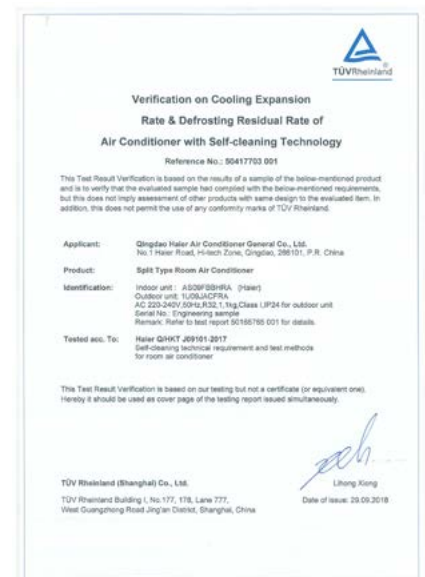 TÜVRheinland
®
Verification on Cooling Expansion
Rate & Defrosting Residual Rate of
Air Conditioner with Self-cleaning Technology
Reference No.: 50417703 001
This Test Result Verification is based on the results of a sample of the below-mentioned product
and is to verify that the evaluated sample had complied with the below-mentioned requirements,
but this does not imply assessment of other products with same design to the evaluated item. In
addition, this does not permit the use of any conformity marks of TÜV Rheinland.
Applicant: Qingdao Haier Air Conditioner General Co., Ltd.
No.1 Haier Road, Hi-tech Zone, Qingdao, 266101, P.R. China
Product: Split Type Room Air Conditioner
Identification: Indoor unit : AS09FBBHRA (Haier)
Outdoor unit: 1U09JACFRA
AC 220-240V,50Hz,R32,1.1kg,Class I,IP24 for outdoor unit
Serial No.: Engineering sample
Remark: Refer to test report 50165765 001 for details.
Tested acc. To: Haier Q/HKT J09101-2017
Self-cleaning technical requirement and test methods
for room air conditioner
This Test Result Verification is based on our testing but not a certificate (or equivalent one).
Hereby it should be used as cover page of the testing report issued simultaneously.
TÜV Rheinland (Shanghai) Co., Ltd.
Lihong Xiong
TÜV Rheinland Building I, No.177, 178, Lane 777,
West Guangzhong Road Jing'an District, Shanghai, China
Date of issue: 29.09.2018